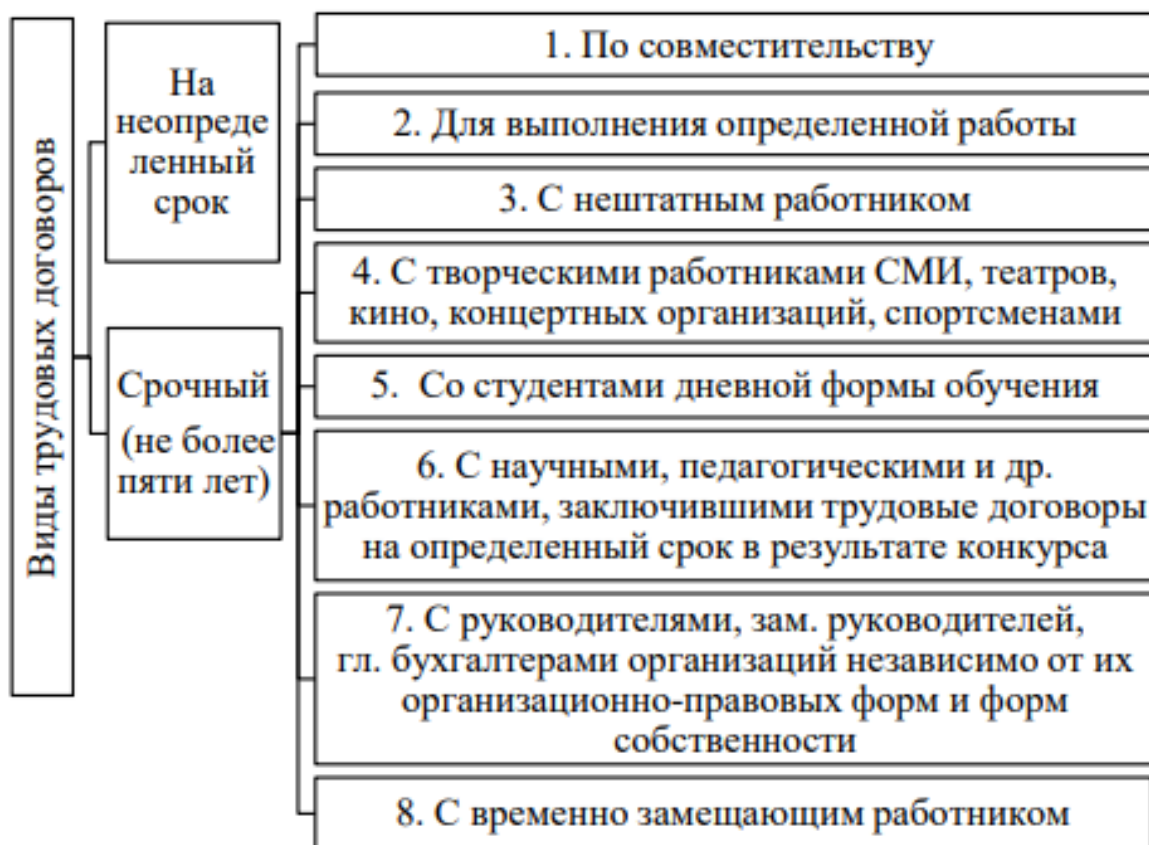 Виды трудовых договоров
На
неопреде
ленный
срок
Срочный
(не более
пяти лет)
1. По совместительству
2. Для выполнения определенной работы
3. С нештатным работником
4. С творческими работниками СМИ, театров,
кино, концертных организаций, спортсменами
5. Со студентами дневной формы обучения
6. С научными, педагогическими и др.
работниками, заключившими трудовые договоры
на определенный срок в результате конкурса
7. С руководителями, зам. руководителей,
гл. бухгалтерами организаций независимо от их
организационно-правовых форм и форм
собственности
8. С временно замещающим работником